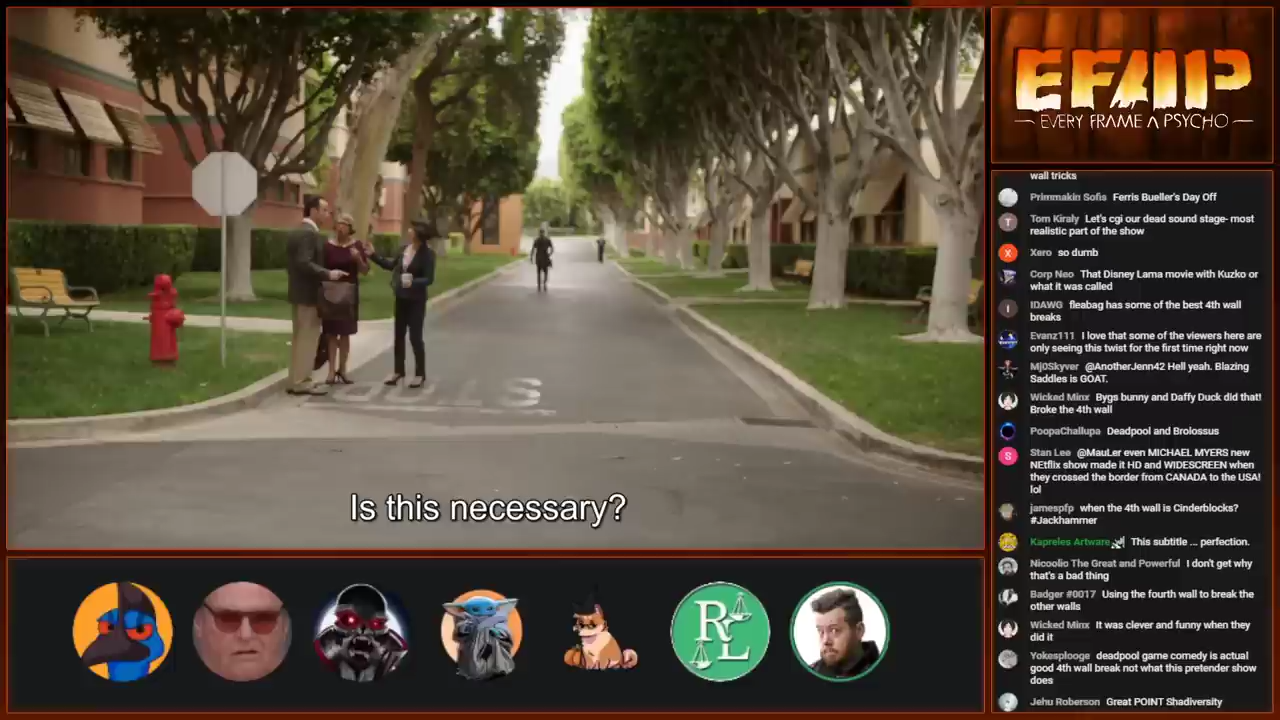 EFAP
EVERY FRAME A PSYCHO
wall tricks
Primmakin Sofis Ferris Bueller's Day Off
Tom Kiraly Let's cgi our dead sound stage- most
realistic part of the show
Xero so dumb
Corp Neo That Disney Lama movie with Kuzko or
what it was called
IDAWG fleabag has some of the best 4th wall
breaks
Evanz111 I love that some of the viewers here are
only seeing this twist for the first time right now
Mj0Skyver @AnotherJenn42 Hell yeah. Blazing
Saddles is GOAT.
Wicked Minx Bygs bunny and Daffy Duck did that!
Broke the 4th wall
PoopaChallupa Deadpool and Brolossus
Stan Lee @MauLer even MICHAEL MYERS new
NEtflix show made it HD and WIDESCREEN when
they crossed the border from CANADA to the USA!
lol
jamespfp when the 4th wall is Cinderblocks?
#Jackhammer
Kapreles Artware This subtitle ... perfection.
Nicoolio The Great and Powerful I don't get why
that's a bad thing
Badger #0017 Using the fourth wall to break the
other walls
Wicked Minx It was clever and funny when they
did it
Yokesplooge deadpool game comedy is actual
good 4th wall break not what this pretender show
does
Jehu Roberson Great POINT Shadiversity
STOP
Is this necessary?
RL